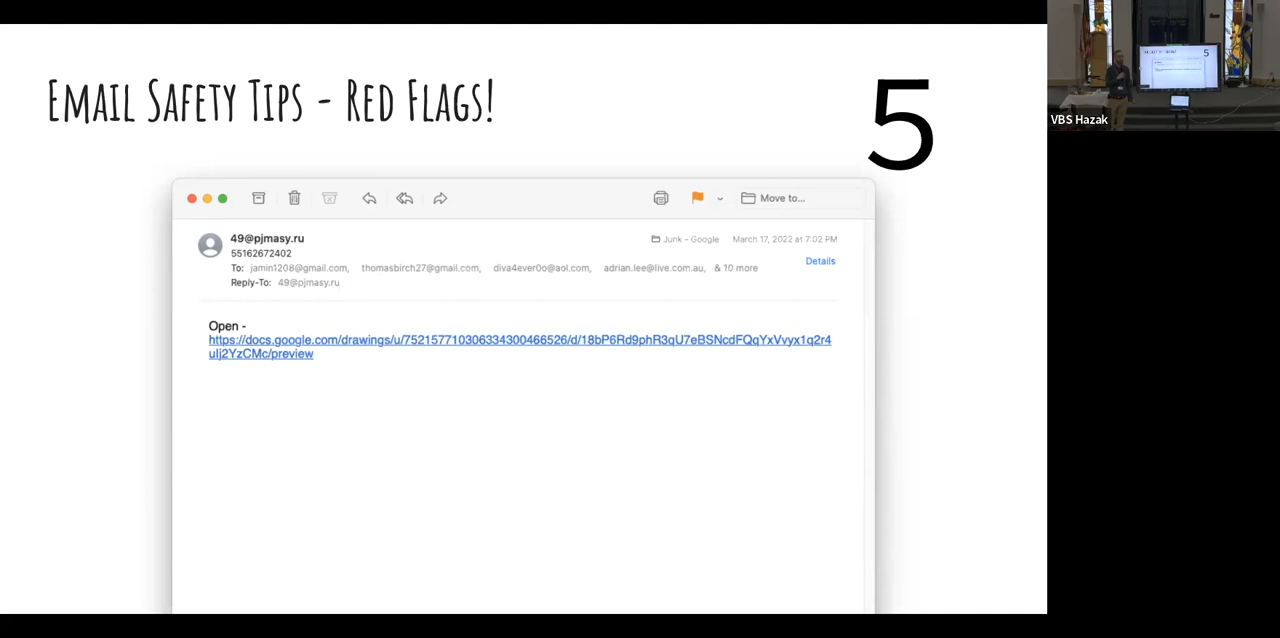 Email Safety Tips - Red Flags!
5
Move to...
49@pjmasy.ru
Junk - Google March 17, 2022 at 7:02 PM
55162672402
Details
To: jamin1208@gmail.com, thomasbirch27@gmail.com, diva4ever0o@aol.com, adrian.lee@live.com.au, & 10 more
Reply-To: 49@pjmasy.ru
Open -
https://docs.google.com/drawings/u/752157710306334300466526/d/18bP6Rd9phR3qU7eBSNcdFQqYxVvyx1q2r4
uIj2YzCMc/preview
VBS Hazak
5